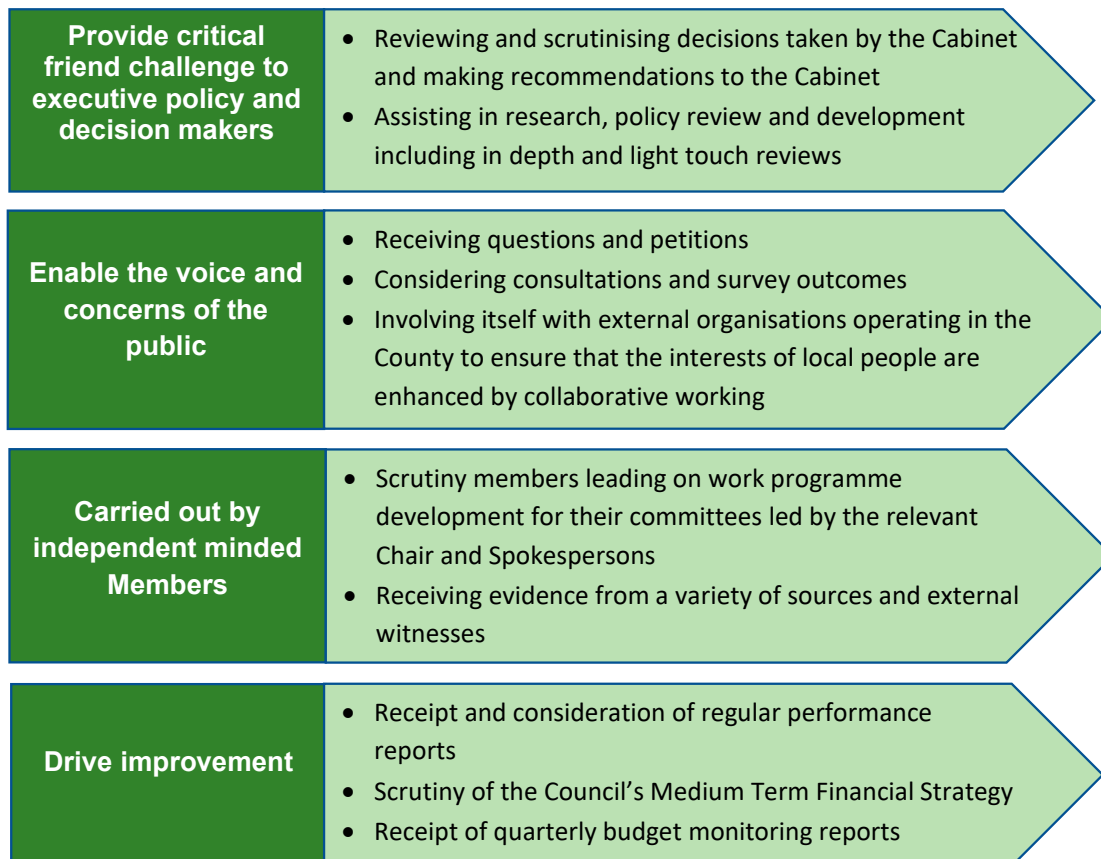 Provide critical
friend challenge to
executive policy and
decision makers
• Reviewing and scrutinising decisions taken by the Cabinet
and making recommendations to the Cabinet
• Assisting in research, policy review and development
including in depth and light touch reviews
Enable the voice and
concerns of the
public
• Receiving questions and petitions
• Considering consultations and survey outcomes
• Involving itself with external organisations operating in the
County to ensure that the interests of local people are
enhanced by collaborative working
Carried out by
independent minded
Members
• Scrutiny members leading on work programme
development for their committees led by the relevant
Chair and Spokespersons
• Receiving evidence from a variety of sources and external
witnesses
Drive improvement
• Receipt and consideration of regular performance
reports
• Scrutiny of the Council’s Medium Term Financial Strategy
• Receipt of quarterly budget monitoring reports